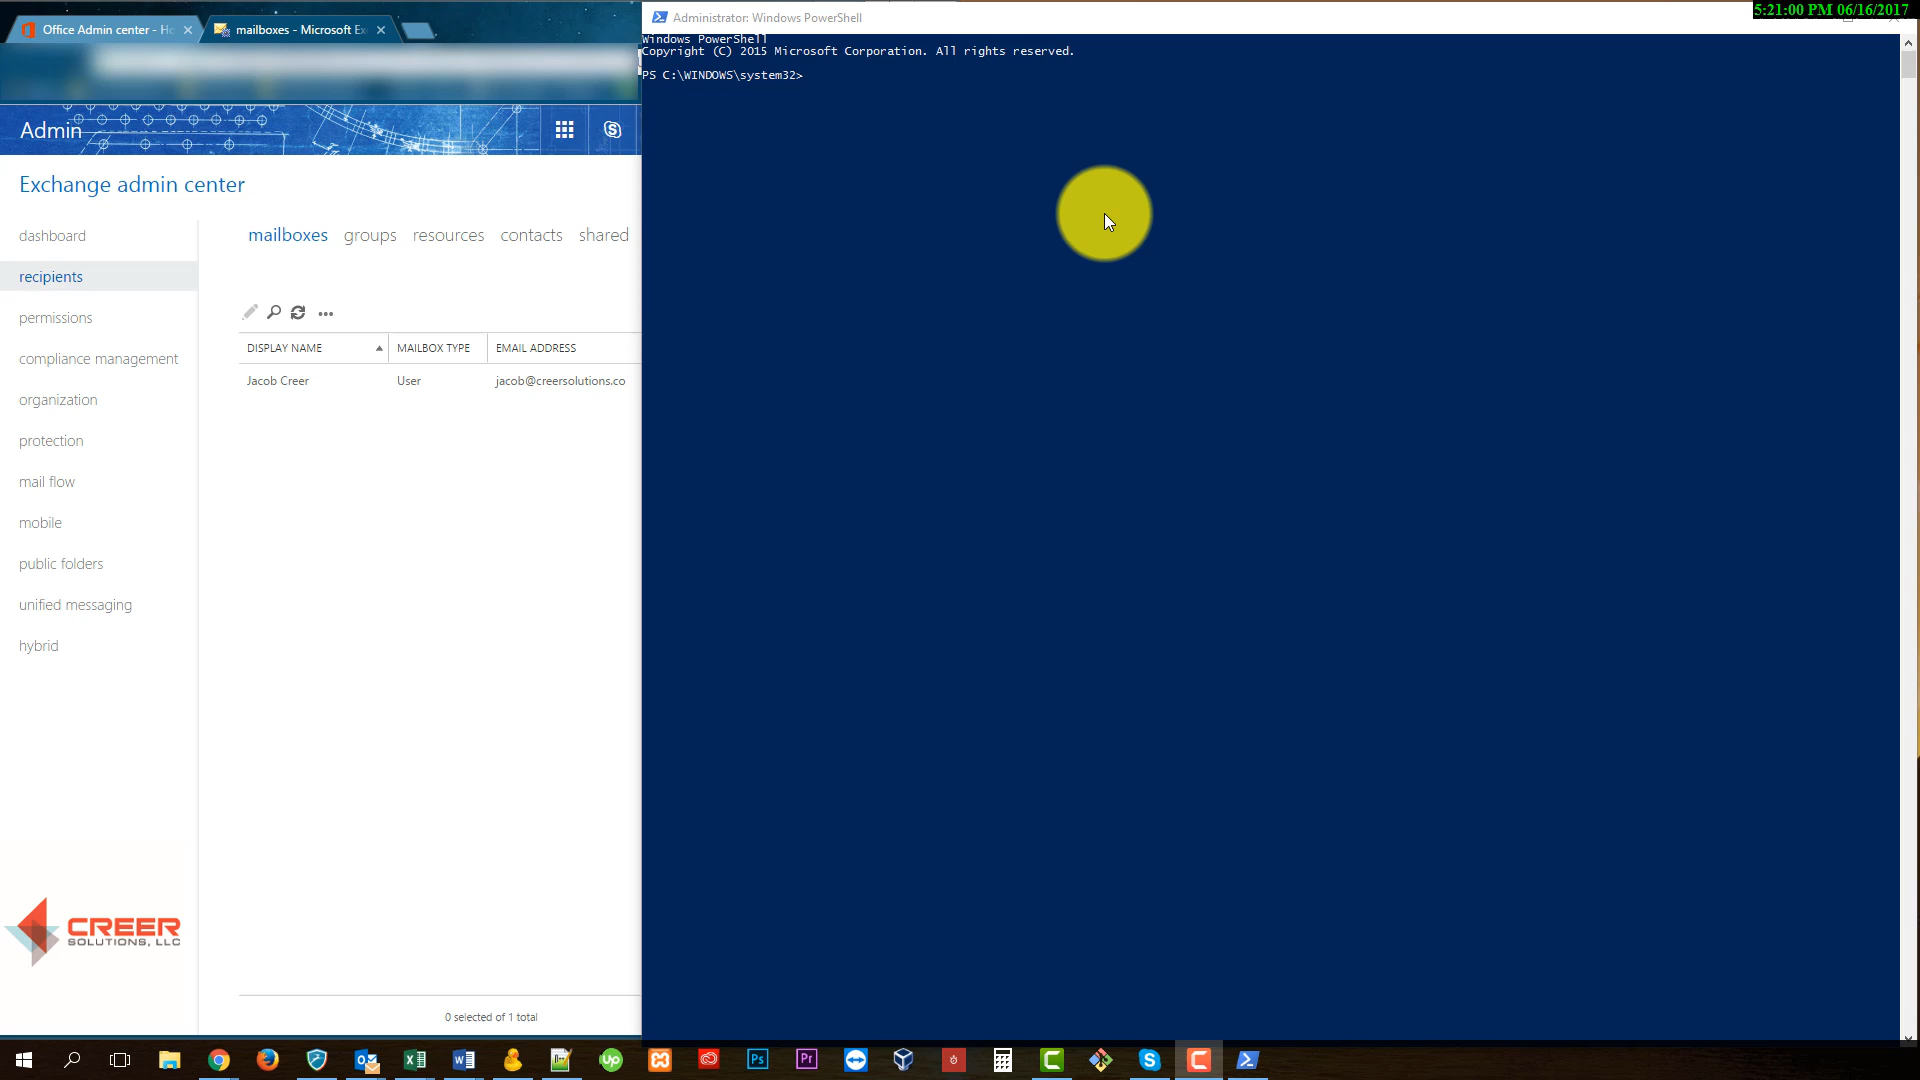 Office Admin center - Ho
mailboxes - Microsoft Ex
Administrator: Windows PowerShell
5:21:00 PM 06/16/2017
Windows PowerShell
Copyright (C) 2015 Microsoft Corporation. All rights reserved.
PS C:\WINDOWS\system32>
Admin
Exchange admin center
dashboard
recipients
permissions
compliance management
organization
protection
mail flow
mobile
public folders
unified messaging
hybrid
mailboxes groups resources contacts shared
DISPLAY NAME MAILBOX TYPE EMAIL ADDRESS
Jacob Creer User jacob@creersolutions.co
CREER
SOLUTIONS, LLC
0 selected of 1 total
Up
Ps
Pr